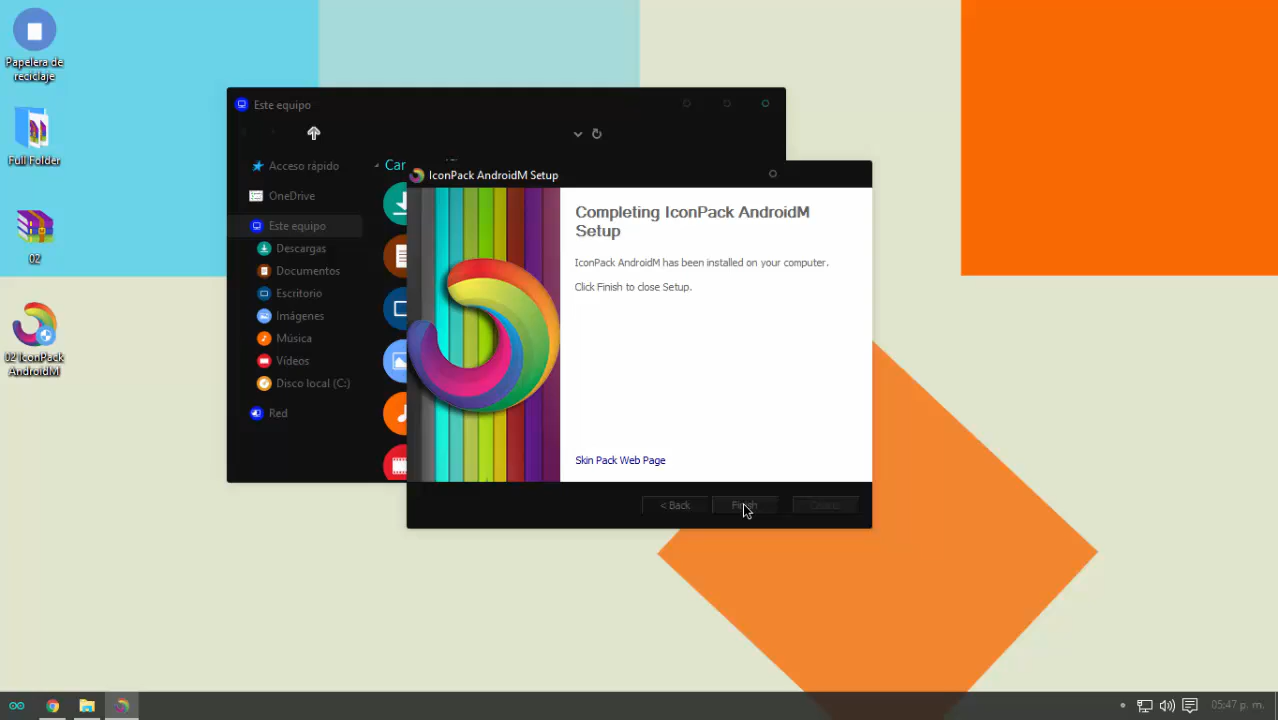 Papelera de
reciclaje
Full Folder
02
02 IconPack
AndroidM
Este equipo
Acceso rápido
OneDrive
Este equipo
Descargas
Documentos
Escritorio
Imágenes
Música
Vídeos
Disco local (C:)
Red
Car
IconPack AndroidM Setup
Completing IconPack AndroidM
Setup
IconPack AndroidM has been installed on your computer.
Click Finish to close Setup.
Skin Pack Web Page
< Back
Finish
Cancel
05:47 p. m.